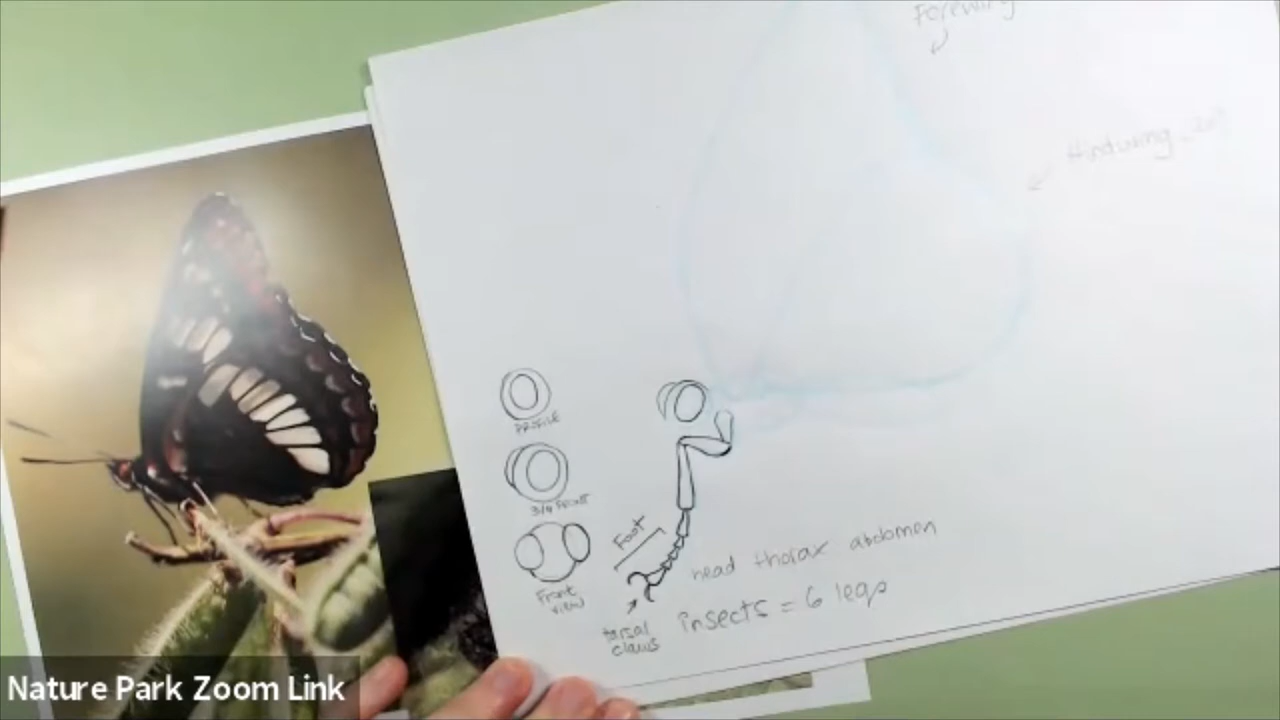 Forewing
Hindwing
PROFILE
3/4 FRONT
Front
view
Foot
tarsal
claws
head thorax abdomen
insects = 6 legs
Nature Park Zoom Link